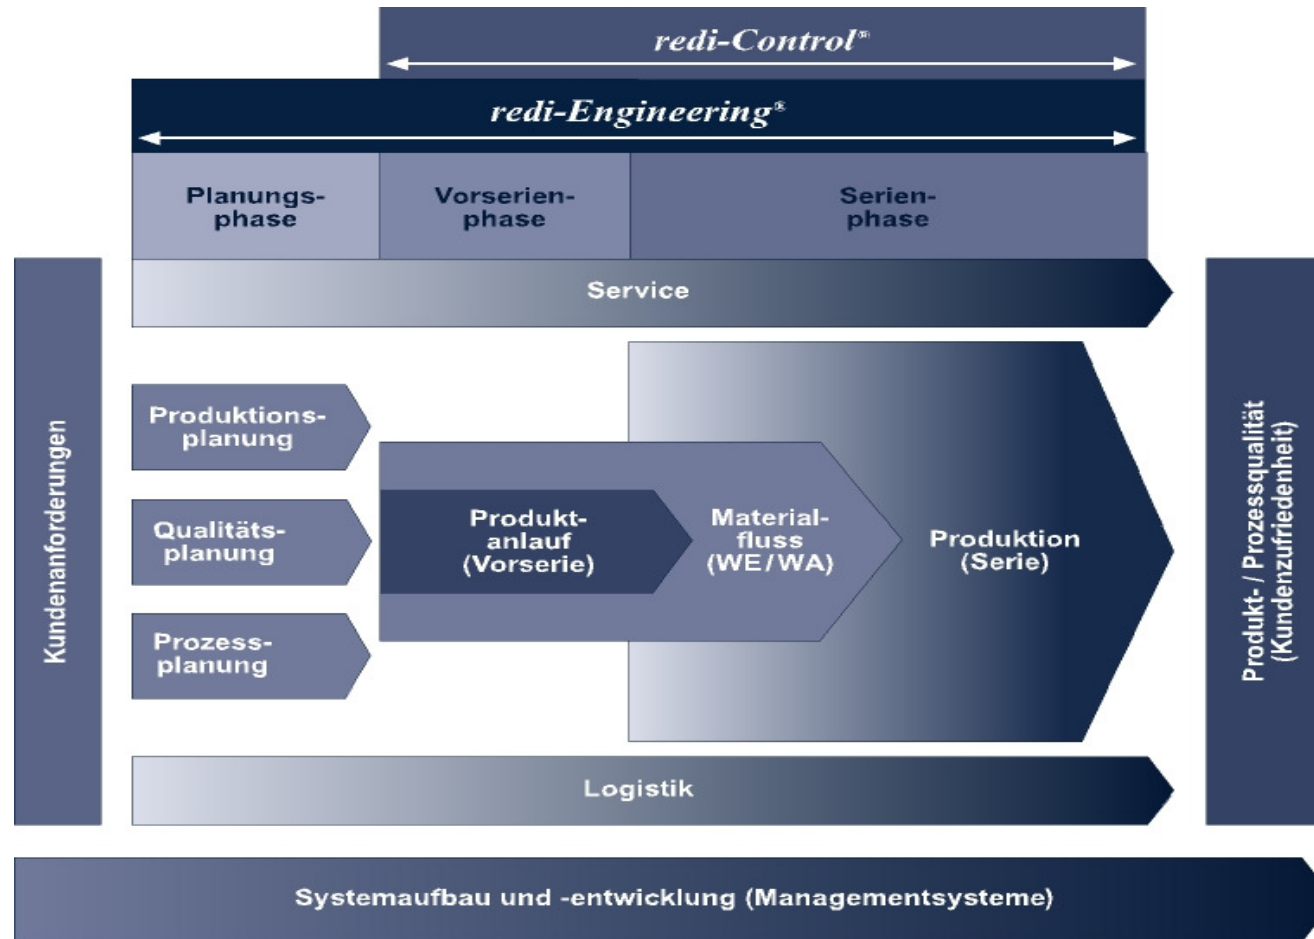 redi-Control®
redi-Engineering®
Planungs-
phase
Vorserien-
phase
Serien-
phase
Service
Kundenanforderungen
Produktions-
planung
Qualitäts-
planung
Prozess-
planung
Produkt-
anlauf
(Vorserie)
Material-
fluss
(WE/WA)
Produktion
(Serie)
Produkt- / Prozessqualität
(Kundenzufriedenheit)
Logistik
Systemaufbau und -entwicklung (Managementsysteme)